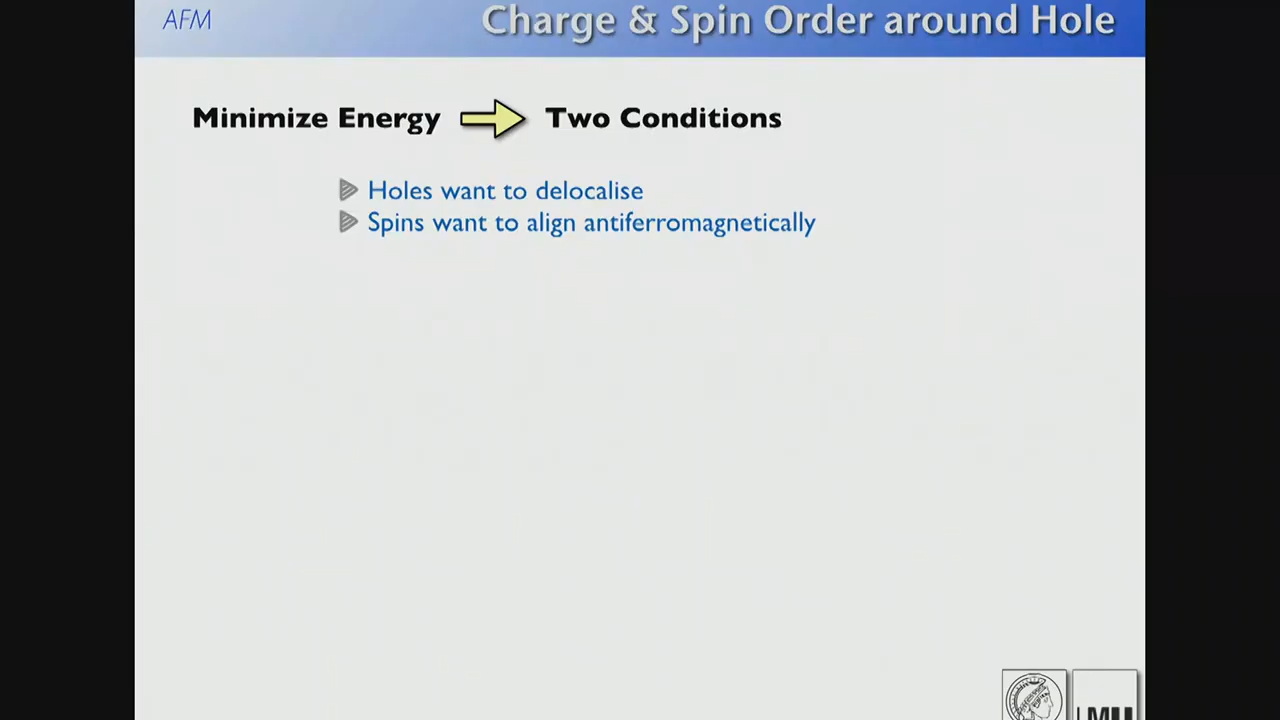 AFM
Charge & Spin Order around Hole
Minimize Energy
Two Conditions
Holes want to delocalise
Spins want to align antiferromagnetically
LMU